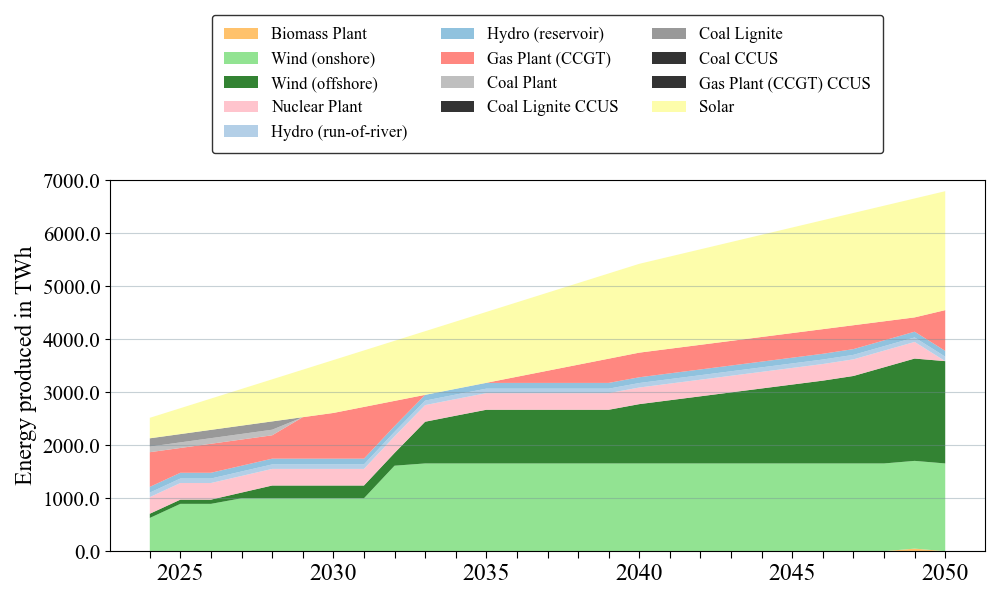 Biomass Plant
Wind (onshore)
Wind (offshore)
Nuclear Plant
Hydro (run-of-river)
Hydro (reservoir)
Gas Plant (CCGT)
Coal Plant
Coal Lignite CCUS
Coal Lignite
Coal CCUS
Gas Plant (CCGT) CCUS
Solar
Energy produced in TWh
7000.0
6000.0
5000.0
4000.0
3000.0
2000.0
1000.0
0.0
2025 2030 2035 2040 2045 2050